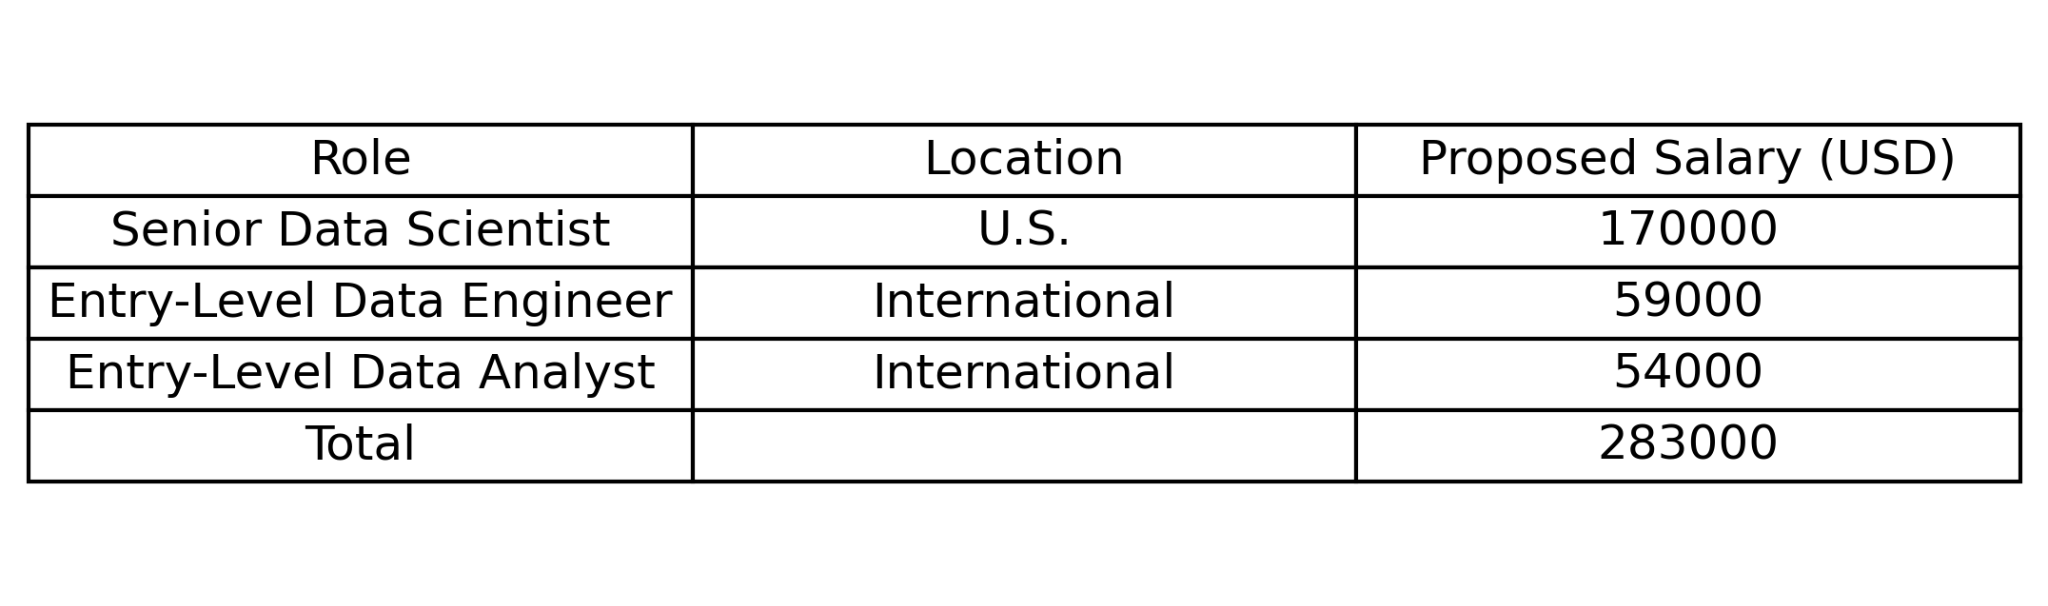 Role Location Proposed Salary (USD)
Senior Data Scientist U.S. 170000
Entry-Level Data Engineer International 59000
Entry-Level Data Analyst International 54000
Total 283000